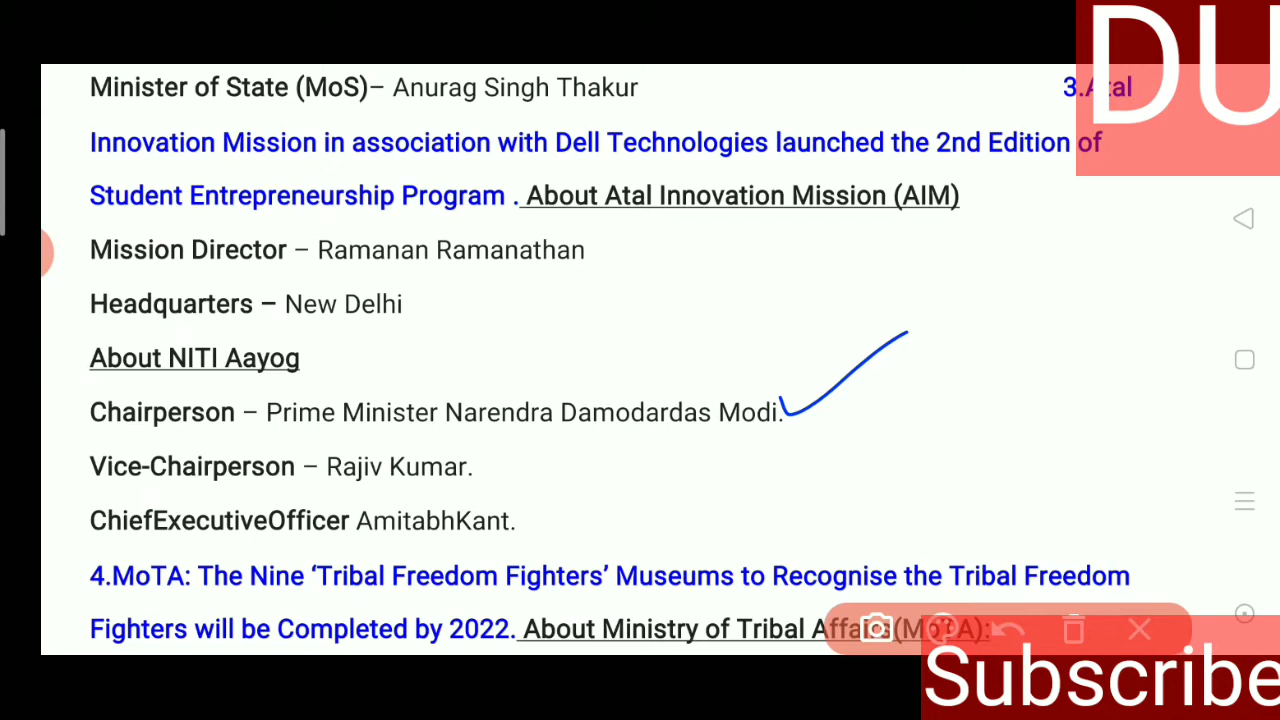 DU
Minister of State (MoS)– Anurag Singh Thakur 3.Atal
Innovation Mission in association with Dell Technologies launched the 2nd Edition of
Student Entrepreneurship Program . About Atal Innovation Mission (AIM)
Mission Director – Ramanan Ramanathan
Headquarters – New Delhi
About NITI Aayog
Chairperson – Prime Minister Narendra Damodardas Modi.
Vice-Chairperson – Rajiv Kumar.
ChiefExecutiveOfficer AmitabhKant.
4.MoTA: The Nine ‘Tribal Freedom Fighters’ Museums to Recognise the Tribal Freedom
Fighters will be Completed by 2022. About Ministry of Tribal Affairs(MoTA):
Subscribe